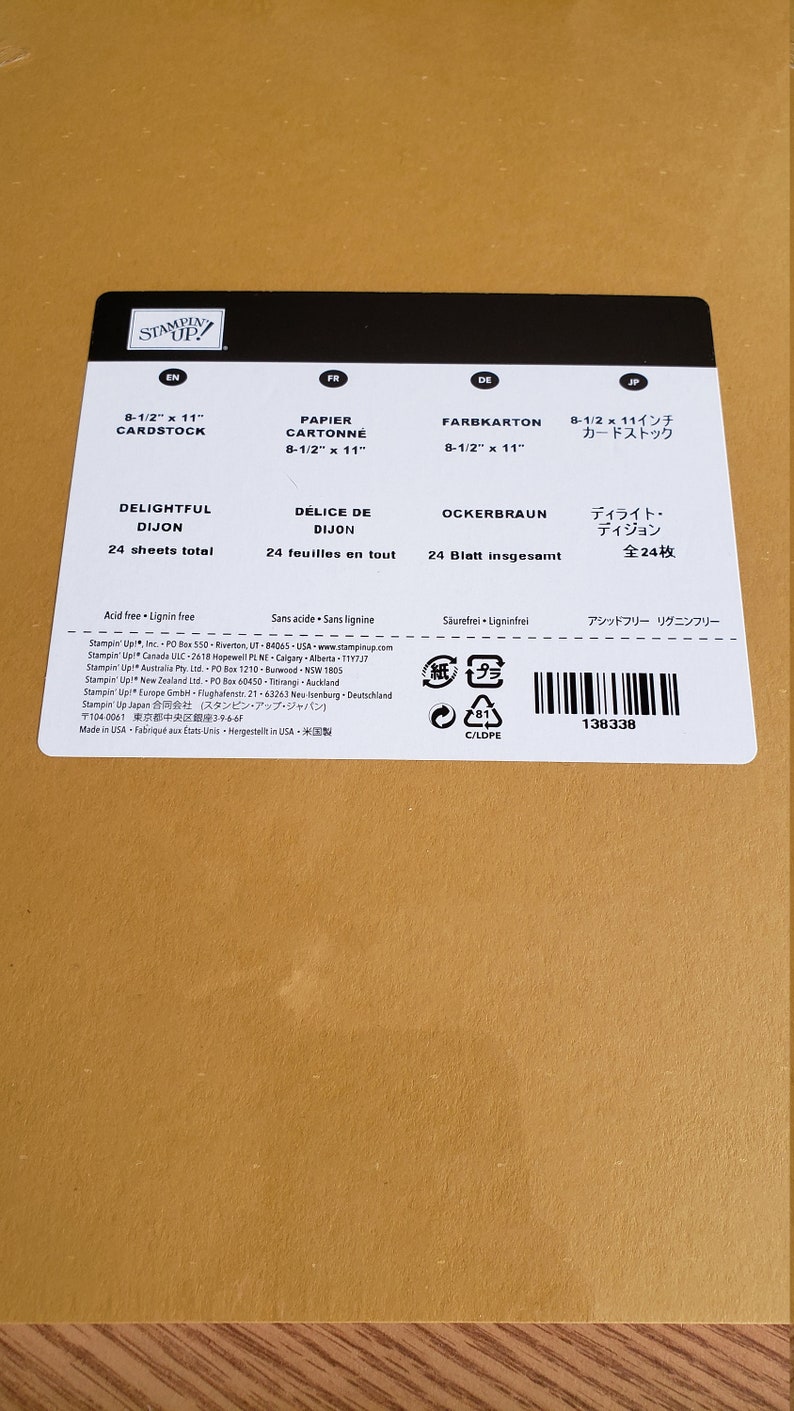 STAMPIN' UP!®
EN
8-1/2" x 11"
CARDSTOCK
DELIGHTFUL
DIJON
24 sheets total
Acid free • Lignin free
FR
PAPIER
CARTONNÉ
8-1/2" x 11"
DÉLICE DE
DIJON
24 feuilles en tout
Sans acide • Sans lignine
DE
FARBKARTON
8-1/2" x 11"
OCKERBRAUN
24 Blatt insgesamt
Säurefrei • Ligninfrei
JP
8-1/2 x 11インチ
カードストック
ディライト・
ディジョン
全24枚
アシッドフリー リグニンフリー
Stampin' Up!®, Inc. • PO Box 550 • Riverton, UT • 84065 • USA • www.stampinup.com
Stampin' Up!® Canada ULC • 2618 Hopewell PL NE • Calgary • Alberta • T1Y7J7
Stampin' Up!® Australia Pty. Ltd. • PO Box 1210 • Burwood • NSW 1805
Stampin' Up!® New Zealand Ltd. • PO Box 60450 • Titirangi • Auckland
Stampin' Up!® Europe GmbH • Flughafenstr. 21 • 63263 Neu-Isenburg • Deutschland
Stampin' Up Japan 合同会社 (スタンピン・アップ・ジャパン)
〒104-0061 東京都中央区銀座3-9-6-6F
Made in USA • Fabriqué aux États-Unis • Hergestellt in USA • 米国製
紙
プラ
81
C/LDPE
138338